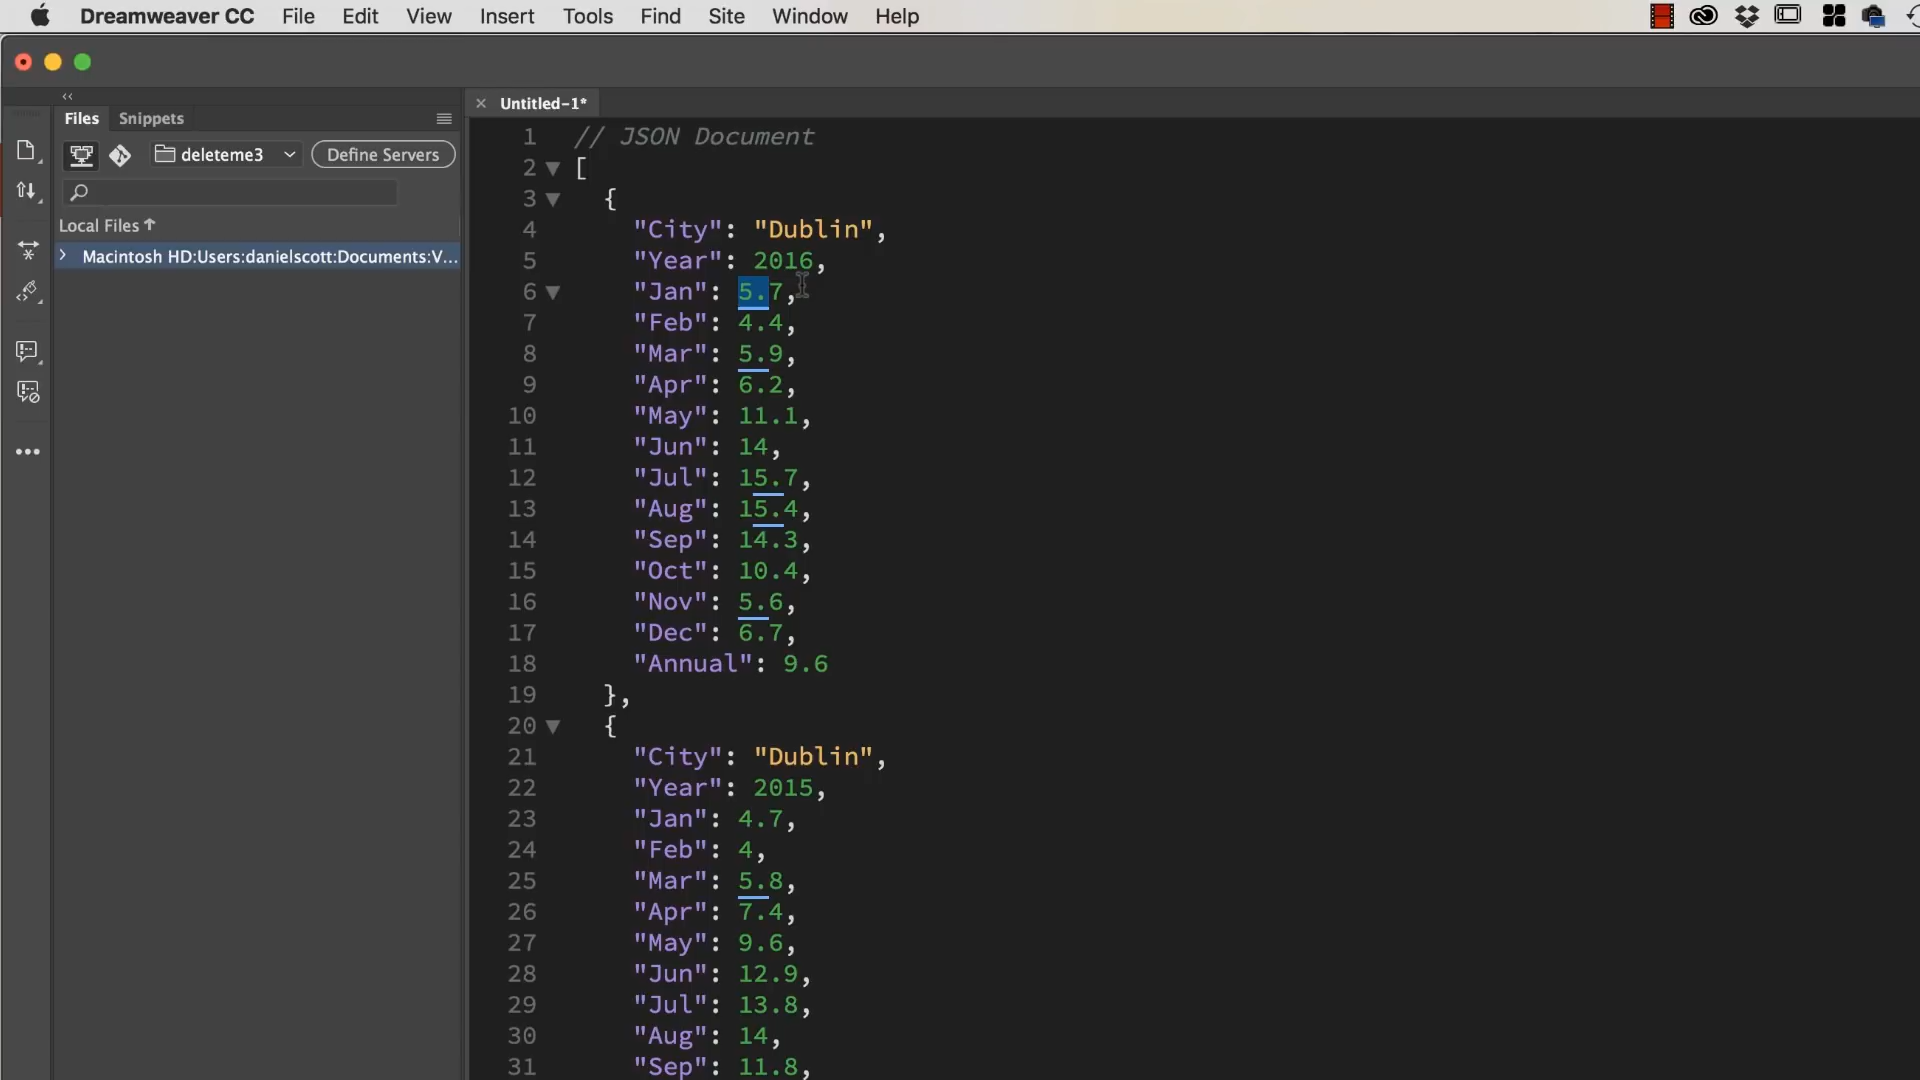 Dreamweaver CC File Edit View Insert Tools Find Site Window Help
Files Snippets
deleteme3 Define Servers
Local Files
Macintosh HD:Users:danielscott:Documents:V...
Untitled-1*
1 // JSON Document
2 [
3 {
4 "City": "Dublin",
5 "Year": 2016,
6 "Jan": 5.7,
7 "Feb": 4.4,
8 "Mar": 5.9,
9 "Apr": 6.2,
10 "May": 11.1,
11 "Jun": 14,
12 "Jul": 15.7,
13 "Aug": 15.4,
14 "Sep": 14.3,
15 "Oct": 10.4,
16 "Nov": 5.6,
17 "Dec": 6.7,
18 "Annual": 9.6
19 },
20 {
21 "City": "Dublin",
22 "Year": 2015,
23 "Jan": 4.7,
24 "Feb": 4,
25 "Mar": 5.8,
26 "Apr": 7.4,
27 "May": 9.6,
28 "Jun": 12.9,
29 "Jul": 13.8,
30 "Aug": 14,
31 "Sep": 11.8,